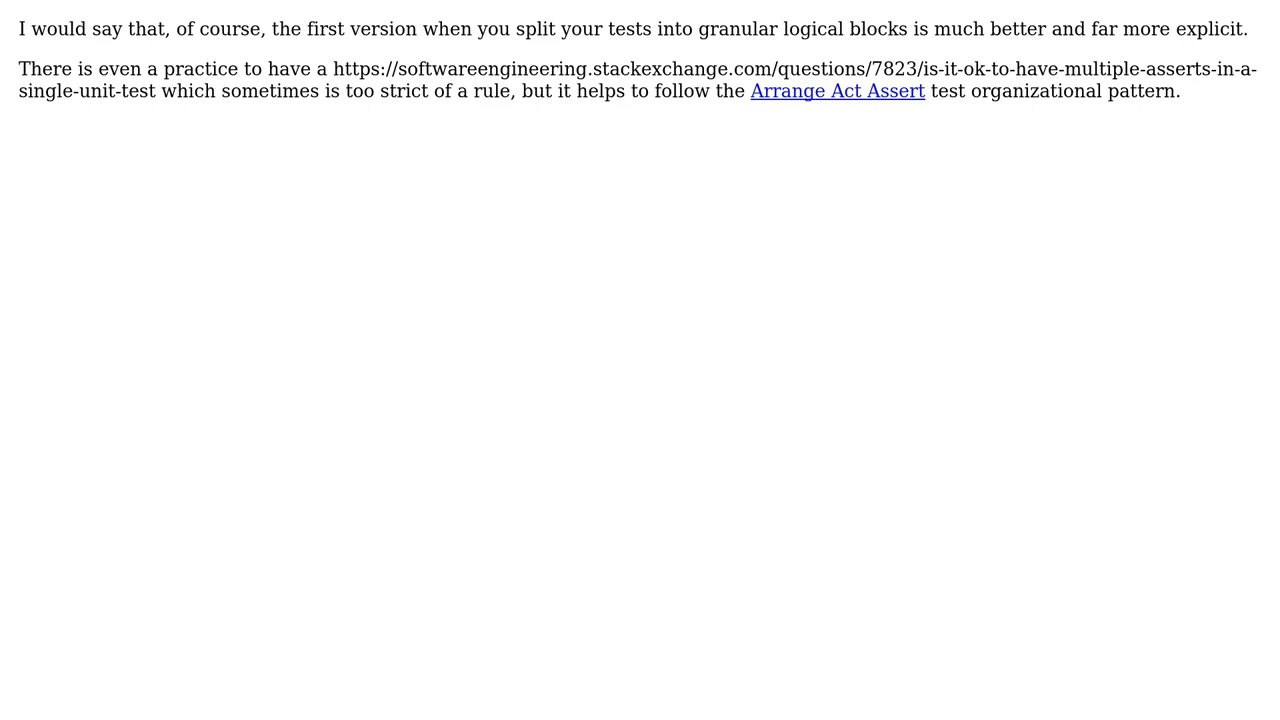 I would say that, of course, the first version when you split your tests into granular logical blocks is much better and far more explicit.
There is even a practice to have a https://softwareengineering.stackexchange.com/questions/7823/is-it-ok-to-have-multiple-asserts-in-a-
single-unit-test which sometimes is too strict of a rule, but it helps to follow the Arrange Act Assert test organizational pattern.